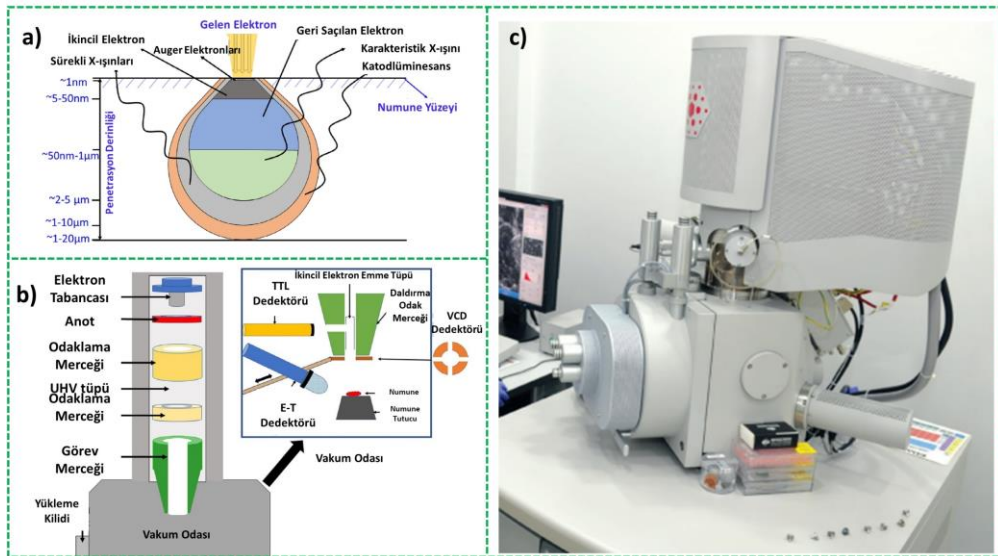 a)
Gelen Elektron
İkincil Elektron
Auger Elektronları
Sürekli X-ışınları
Geri Saçılan Elektron
Karakteristik X-ışını
Katodlüminesans
Numune Yüzeyi
~1nm
~5-50nm
~50nm-1µm
~2-5 µm
~1-10µm
~1-20µm
Penetrasyon Derinliği
b)
Elektron
Tabancası
Anot
Odaklama
Merceği
UHV tüpü
Odaklama
Merceği
Görev
Merceği
Yükleme
Kilidi
Vakum Odası
İkincil Elektron Emme Tüpü
TTL
Dedektörü
Daldırma
Odak
Merceği
VCD
Dedektörü
E-T
Dedektörü
Numune
Numune
Tutucu
Vakum Odası
c)